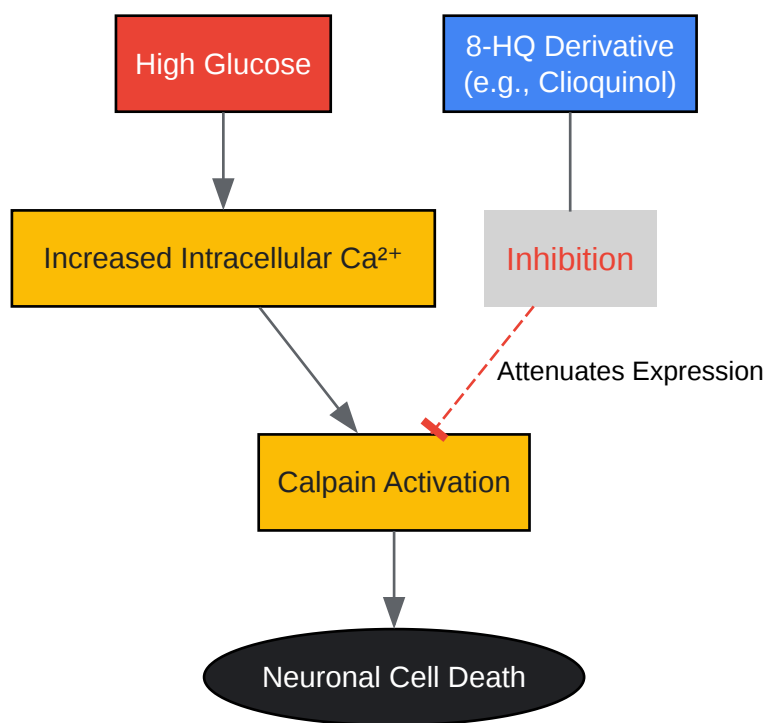 High Glucose
8-HQ Derivative
(e.g., Clioquinol)
Increased Intracellular Ca²⁺
Inhibition
Attenuates Expression
Calpain Activation
Neuronal Cell Death